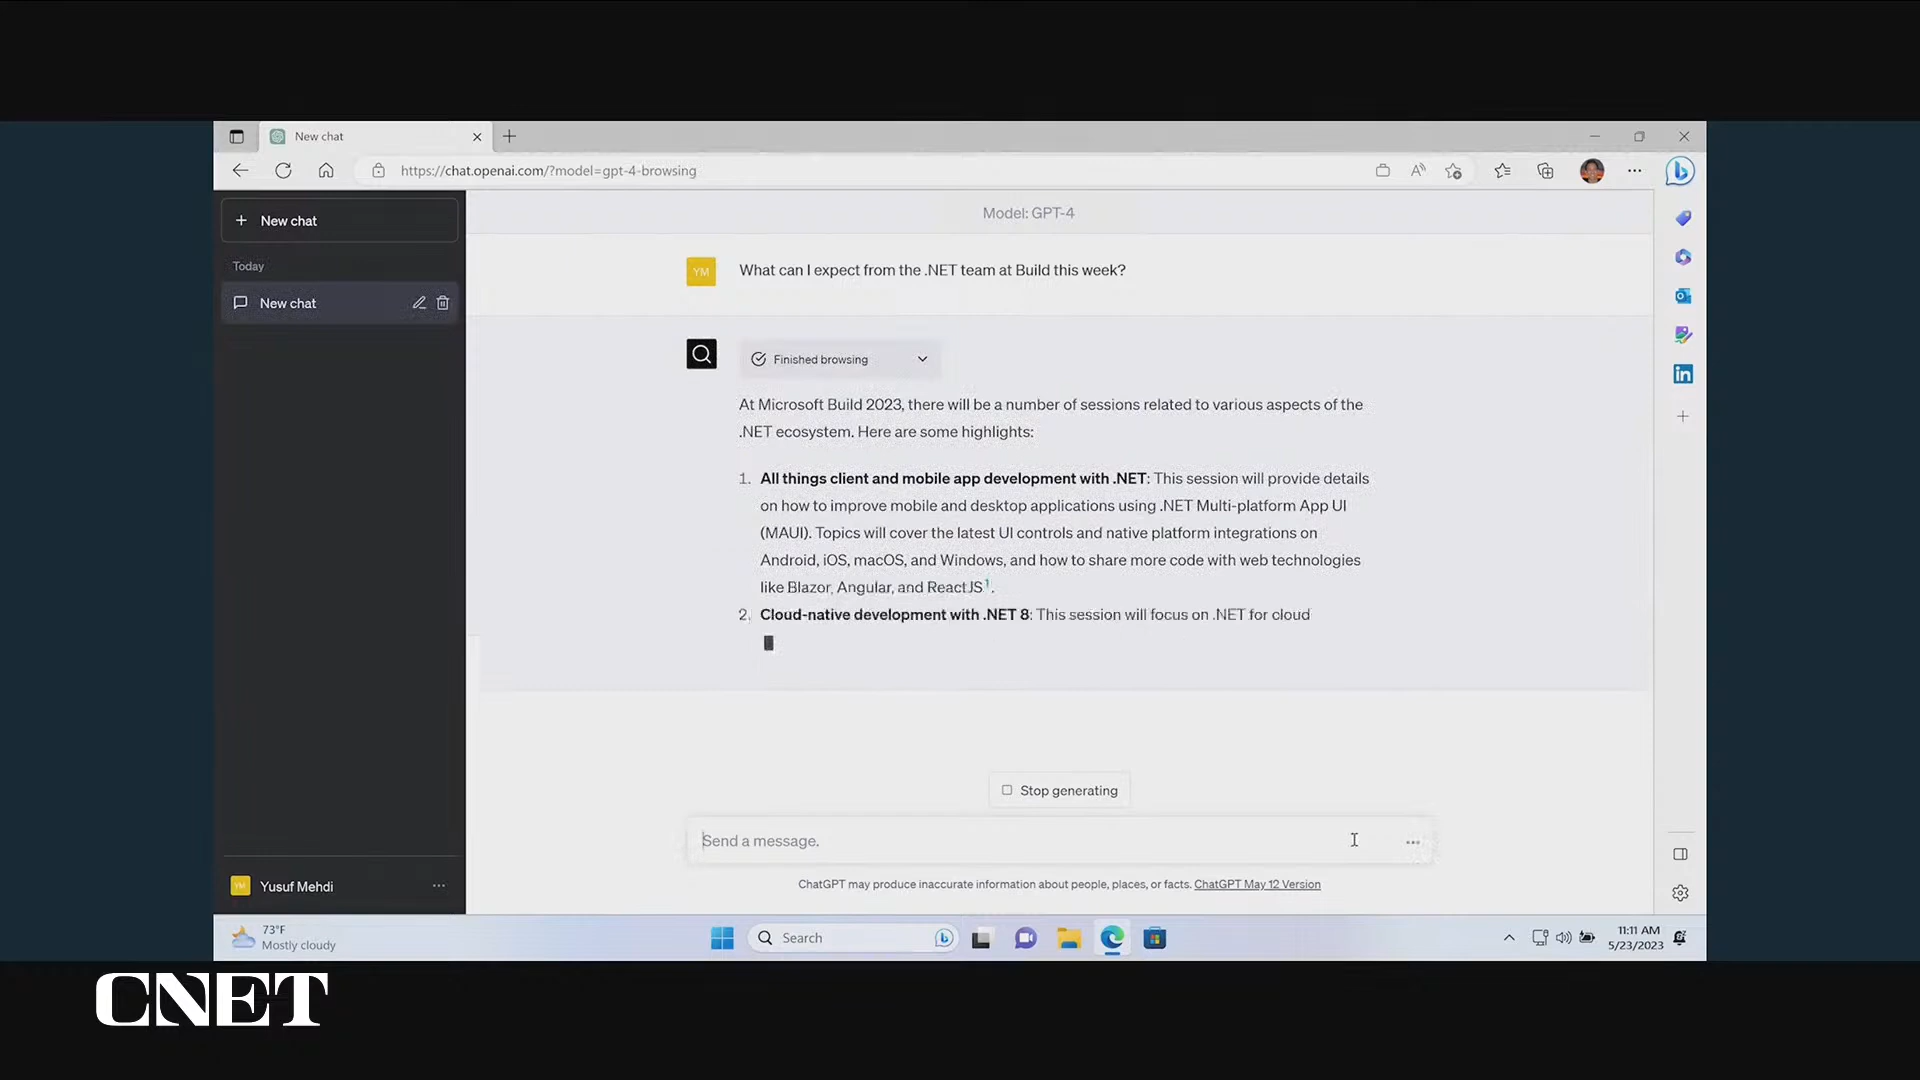 New chat
https://chat.openai.com/?model=gpt-4-browsing
New chat
Today
New chat
Yusuf Mehdi
YM
Model: GPT-4
YM
What can I expect from the .NET team at Build this week?
Finished browsing
At Microsoft Build 2023, there will be a number of sessions related to various aspects of the
.NET ecosystem. Here are some highlights:
1. All things client and mobile app development with .NET: This session will provide details
on how to improve mobile and desktop applications using .NET Multi-platform App UI
(MAUI). Topics will cover the latest UI controls and native platform integrations on
Android, iOS, macOS, and Windows, and how to share more code with web technologies
like Blazor, Angular, and ReactJS¹.
2. Cloud-native development with .NET 8: This session will focus on .NET for cloud
Stop generating
Send a message.
ChatGPT may produce inaccurate information about people, places, or facts. ChatGPT May 12 Version
73°F
Mostly cloudy
Search
11:11 AM
5/23/2023
CNET